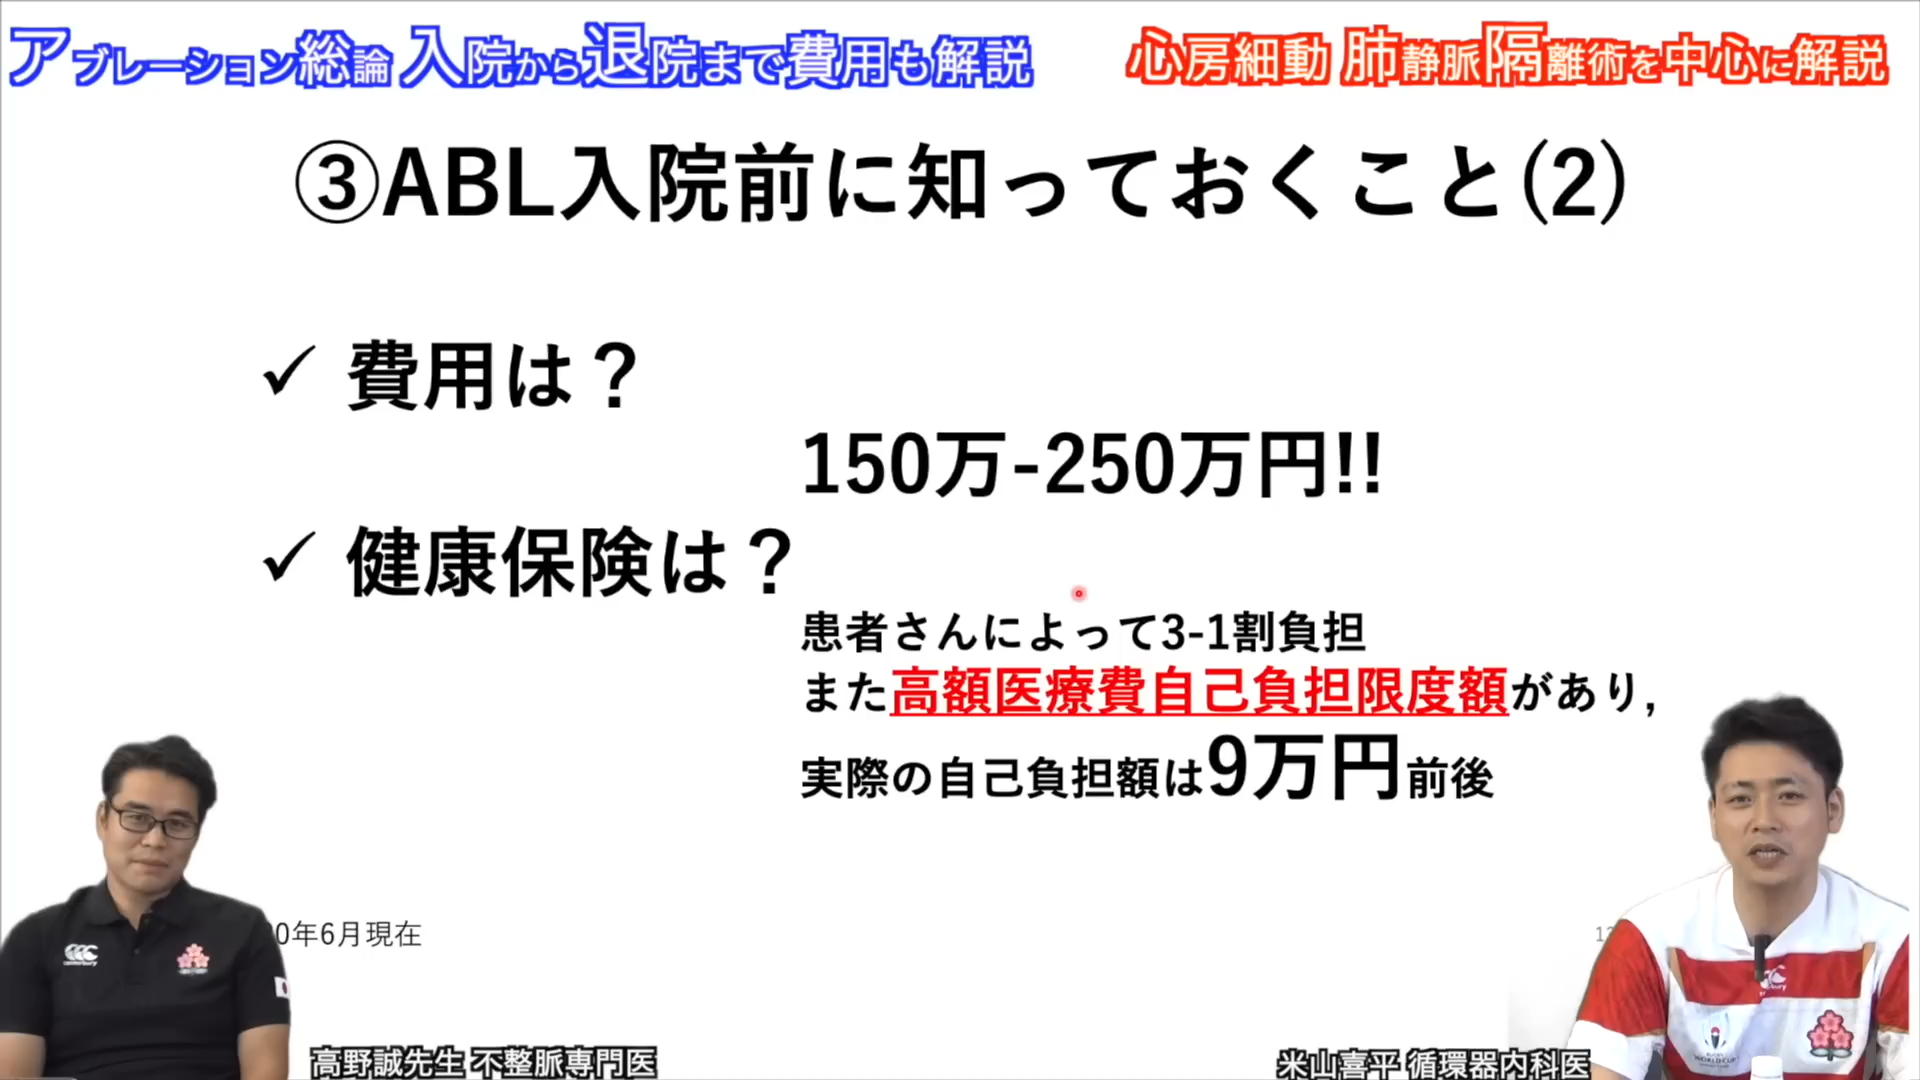 アブレーション総論 入院から退院まで費用も解説
心房細動 肺静脈隔離術を中心に解説
③ABL入院前に知っておくこと(2)
✓ 費用は？
150万-250万円!!
✓ 健康保険は？
患者さんによって3-1割負担
また高額医療費自己負担限度額があり,
実際の自己負担額は9万円前後
0年6月現在
canterbury
高野誠先生 不整脈専門医
米山喜平 循環器内科医